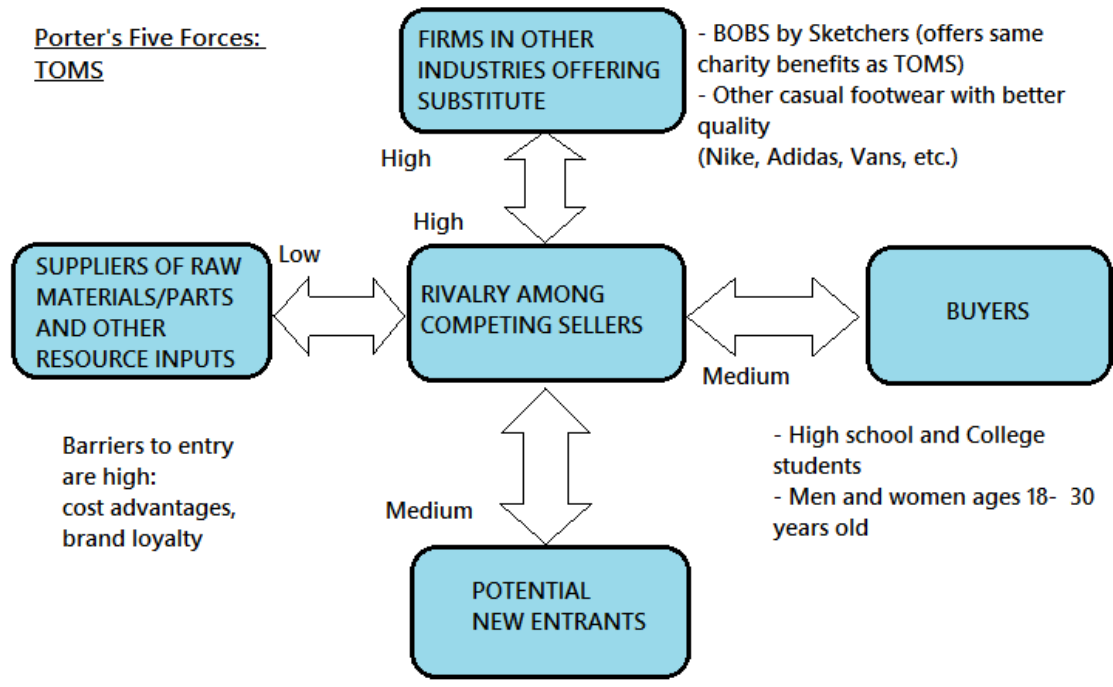 Porter's Five Forces:
TOMS
FIRMS IN OTHER
INDUSTRIES OFFERING
SUBSTITUTE
- BOBS by Sketchers (offers same
charity benefits as TOMS)
- Other casual footwear with better
quality
(Nike, Adidas, Vans, etc.)
High
High
Low
SUPPLIERS OF RAW
MATERIALS/PARTS
AND OTHER
RESOURCE INPUTS
RIVALRY AMONG
COMPETING SELLERS
BUYERS
Medium
Barriers to entry
are high:
cost advantages,
brand loyalty
- High school and College
students
- Men and women ages 18- 30
years old
Medium
POTENTIAL
NEW ENTRANTS